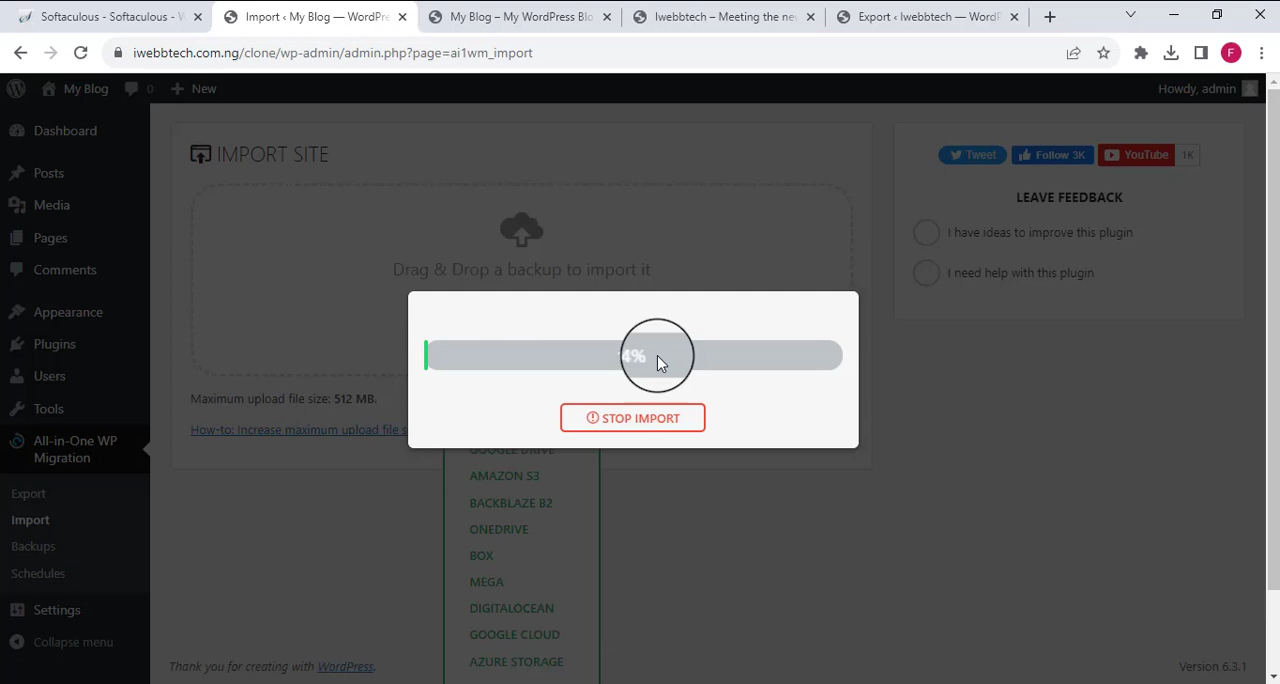 Softaculous - Softaculous - W
Import ‹ My Blog — WordPre
My Blog – My WordPress Blo
Iwebbtech – Meeting the nee
Export ‹ Iwebbtech — WordP
iwebbtech.com.ng/clone/wp-admin/admin.php?page=ai1wm_import
F
My Blog
0
New
Howdy, admin
Dashboard
Posts
Media
Pages
Comments
Appearance
Plugins
Users
Tools
All-in-One WP
Migration
Export
Import
Backups
Schedules
Settings
Collapse menu
IMPORT SITE
Drag & Drop a backup to import it
4%
STOP IMPORT
Maximum upload file size: 512 MB.
How-to: Increase maximum upload file s
GOOGLE DRIVE
AMAZON S3
BACKBLAZE B2
ONEDRIVE
BOX
MEGA
DIGITALOCEAN
GOOGLE CLOUD
AZURE STORAGE
Tweet
Follow 3K
YouTube
1K
LEAVE FEEDBACK
I have ideas to improve this plugin
I need help with this plugin
Thank you for creating with WordPress.
Version 6.3.1